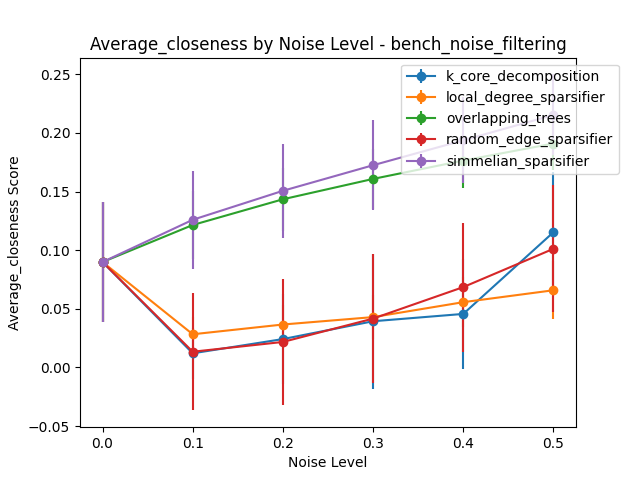 Average_closeness by Noise Level - bench_noise_filtering
k_core_decomposition
local_degree_sparsifier
overlapping_trees
random_edge_sparsifier
simmelian_sparsifier
Average_closeness Score
0.25
0.20
0.15
0.10
0.05
0.00
−0.05
0.0 0.1 0.2 0.3 0.4 0.5
Noise Level